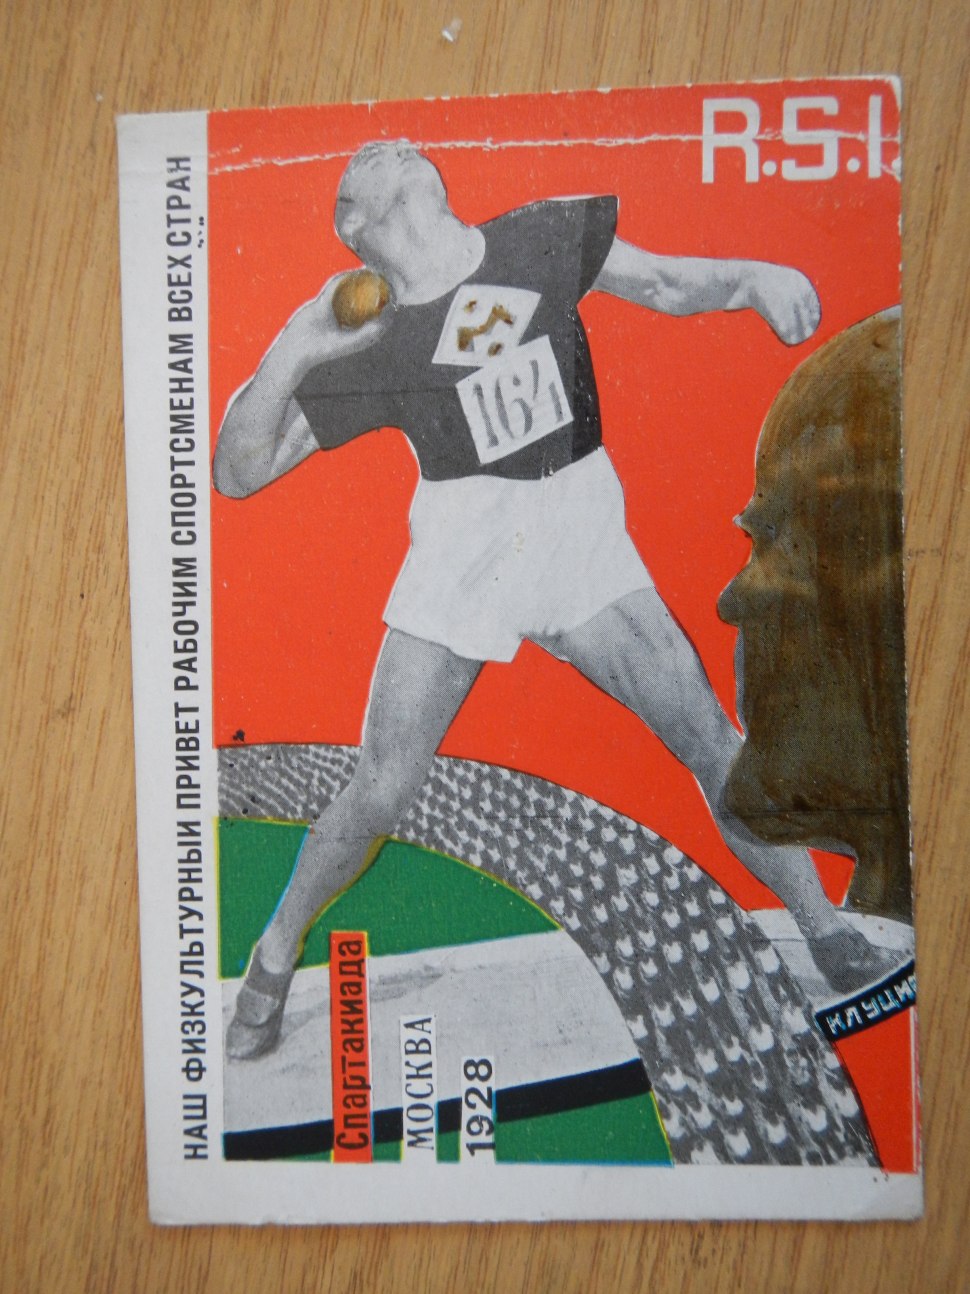 R.S.I.
НАШ ФИЗКУЛЬТУРНЫЙ ПРИВЕТ РАБОЧИМ СПОРТСМЕНАМ ВСЕХ СТРАН
164
Спартакиада
МОСКВА
1928
КЛУЦИС